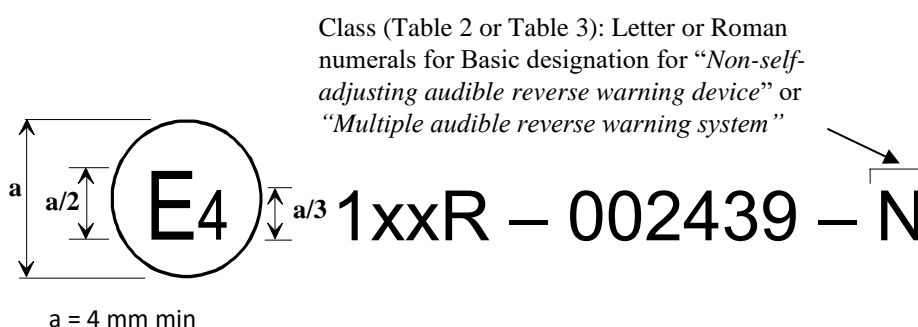 Class (Table 2 or Table 3): Letter or Roman
numerals for Basic designation for “Non-self-
adjusting audible reverse warning device” or
“Multiple audible reverse warning system”
a
a/2
E4
a/3
1xxR – 002439 – N
a = 4 mm min